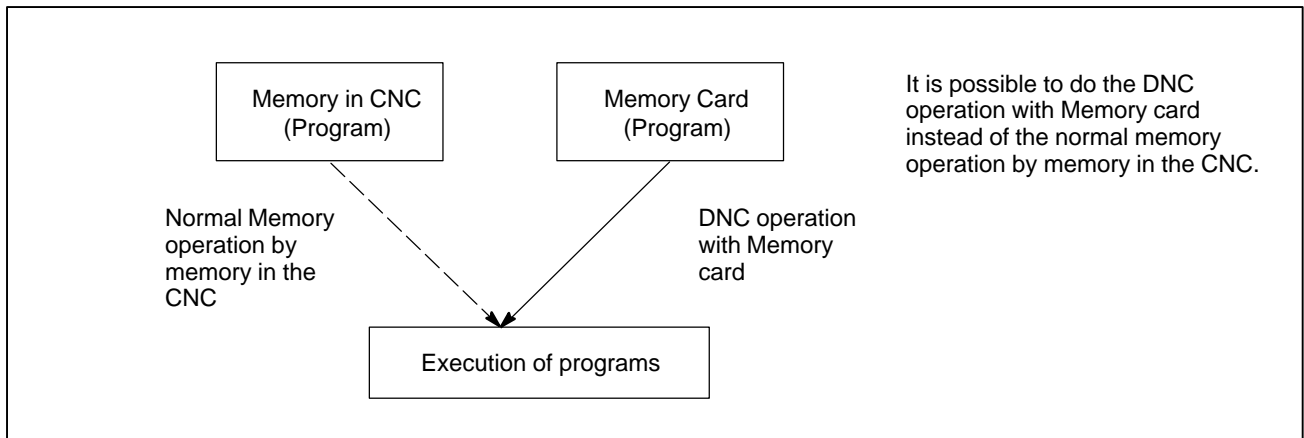 Memory in CNC
(Program)
Memory Card
(Program)
It is possible to do the DNC
operation with Memory card
instead of the normal memory
operation by memory in the CNC.
Normal Memory
operation by
memory in the
CNC
DNC operation
with Memory
card
Execution of programs